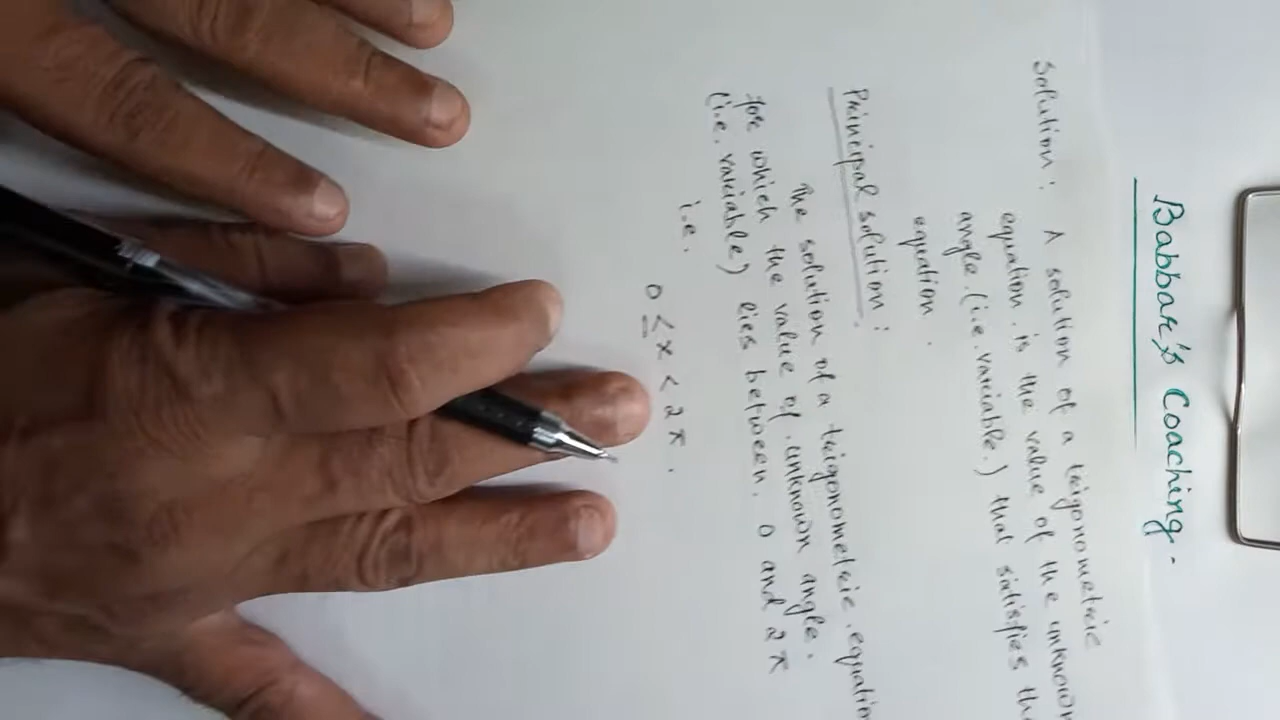 Babbar's Coaching.
Solution: A solution of a trigonometric
equation. is the value of the unknown
angle. (i.e. variable.) that satisfies the
equation.
Principal solution:
The solution of a trigonometric. equation
for which the value of. unknown angle.
(i.e. variable) lies between. 0 and 2π
i.e.
0 ≤ x < 2π.